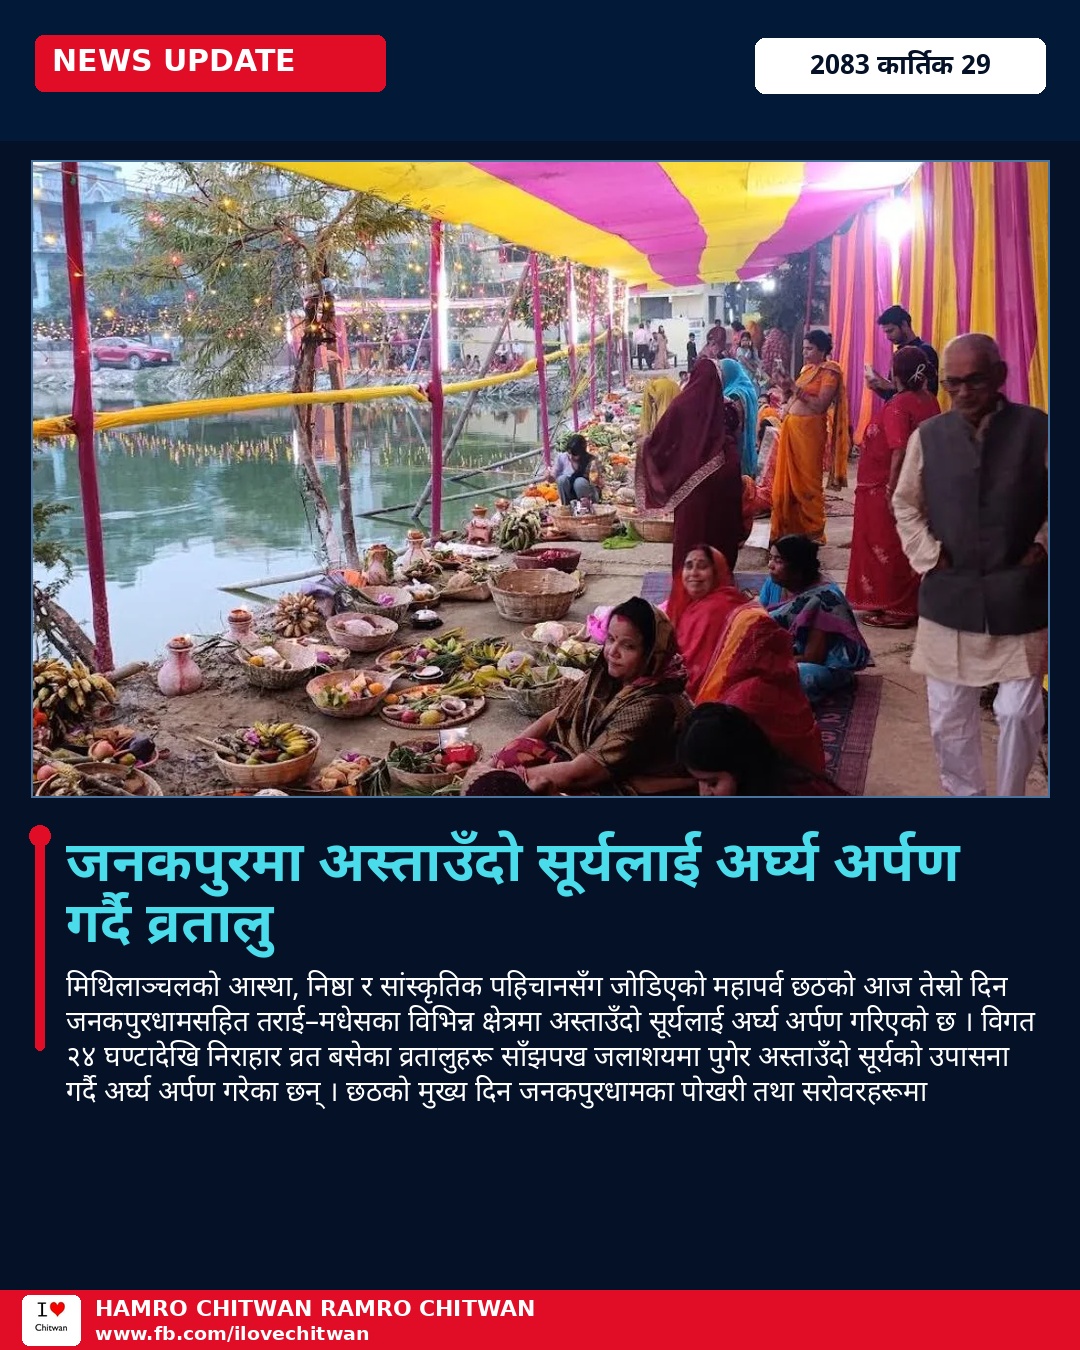 NEWS UPDATE
2083 कार्तिक 29
जनकपुरमा अस्ताउँदो सूर्यलाई अर्घ्य अर्पण
गर्दै व्रतालु
मिथिलाञ्चलको आस्था, निष्ठा र सांस्कृतिक पहिचानसँग जोडिएको महापर्व छठको आज तेस्रो दिन
जनकपुरधामसहित तराई–मधेसका विभिन्न क्षेत्रमा अस्ताउँदो सूर्यलाई अर्घ्य अर्पण गरिएको छ । विगत
२४ घण्टादेखि निराहार व्रत बसेका व्रतालुहरू साँझपख जलाशयमा पुगेर अस्ताउँदो सूर्यको उपासना
गर्दै अर्घ्य अर्पण गरेका छन् । छठको मुख्य दिन जनकपुरधामका पोखरी तथा सरोवरहरूमा
I ❤
Chitwan
HAMRO CHITWAN RAMRO CHITWAN
www.fb.com/ilovechitwan